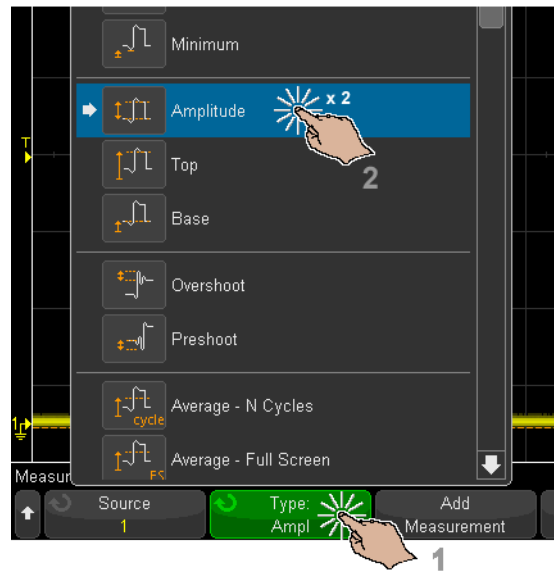 Minimum
Amplitude
x 2
T
Top
2
Base
Overshoot
Preshoot
cycle
Average - N Cycles
1
FS
Average - Full Screen
Measur
Source
1
Type:
Ampl
Add
Measurement
1